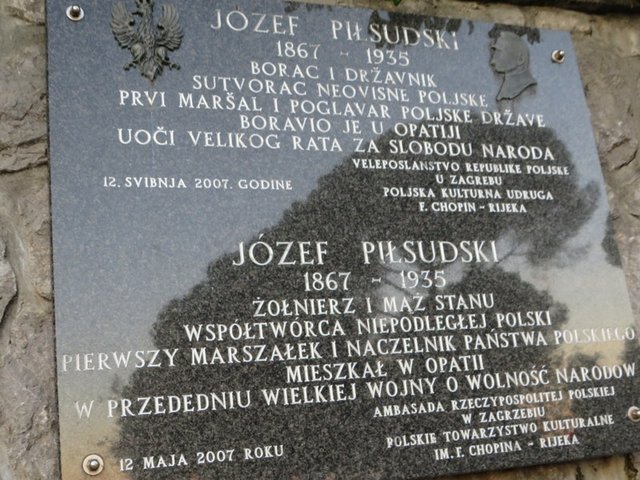 JÓZEF PIŁSUDSKI
1867 - 1935
BORAC I DRŽAVNIK
SUTVORAC NEOVISNE POLJSKE
PRVI MARŠAL I POGLAVAR POLJSKE DRŽAVE
BORAVIO JE U OPATIJI
UOČI VELIKOG RATA ZA SLOBODU NARODA
VELEPOSLANSTVO REPUBLIKE POLJSKE
U ZAGREBU
12. SVIBNJA 2007. GODINE
POLJSKA KULTURNA UDRUGA
F. CHOPIN - RIJEKA
JÓZEF PIŁSUDSKI
1867 - 1935
ŻOŁNIERZ I MĄŻ STANU
WSPÓŁTWÓRCA NIEPODLEGŁEJ POLSKI
PIERWSZY MARSZAŁEK I NACZELNIK PAŃSTWA POLSKIEGO
MIESZKAŁ W OPATII
W PRZEDEDNIU WIELKIEJ WOJNY O WOLNOŚĆ NARODÓW
AMBASADA RZECZYPOSPOLITEJ POLSKIEJ
W ZAGRZEBIU
POLSKIE TOWARZYSTWO KULTURALNE
12 MAJA 2007 ROKU
IM. F. CHOPINA - RIJEKA